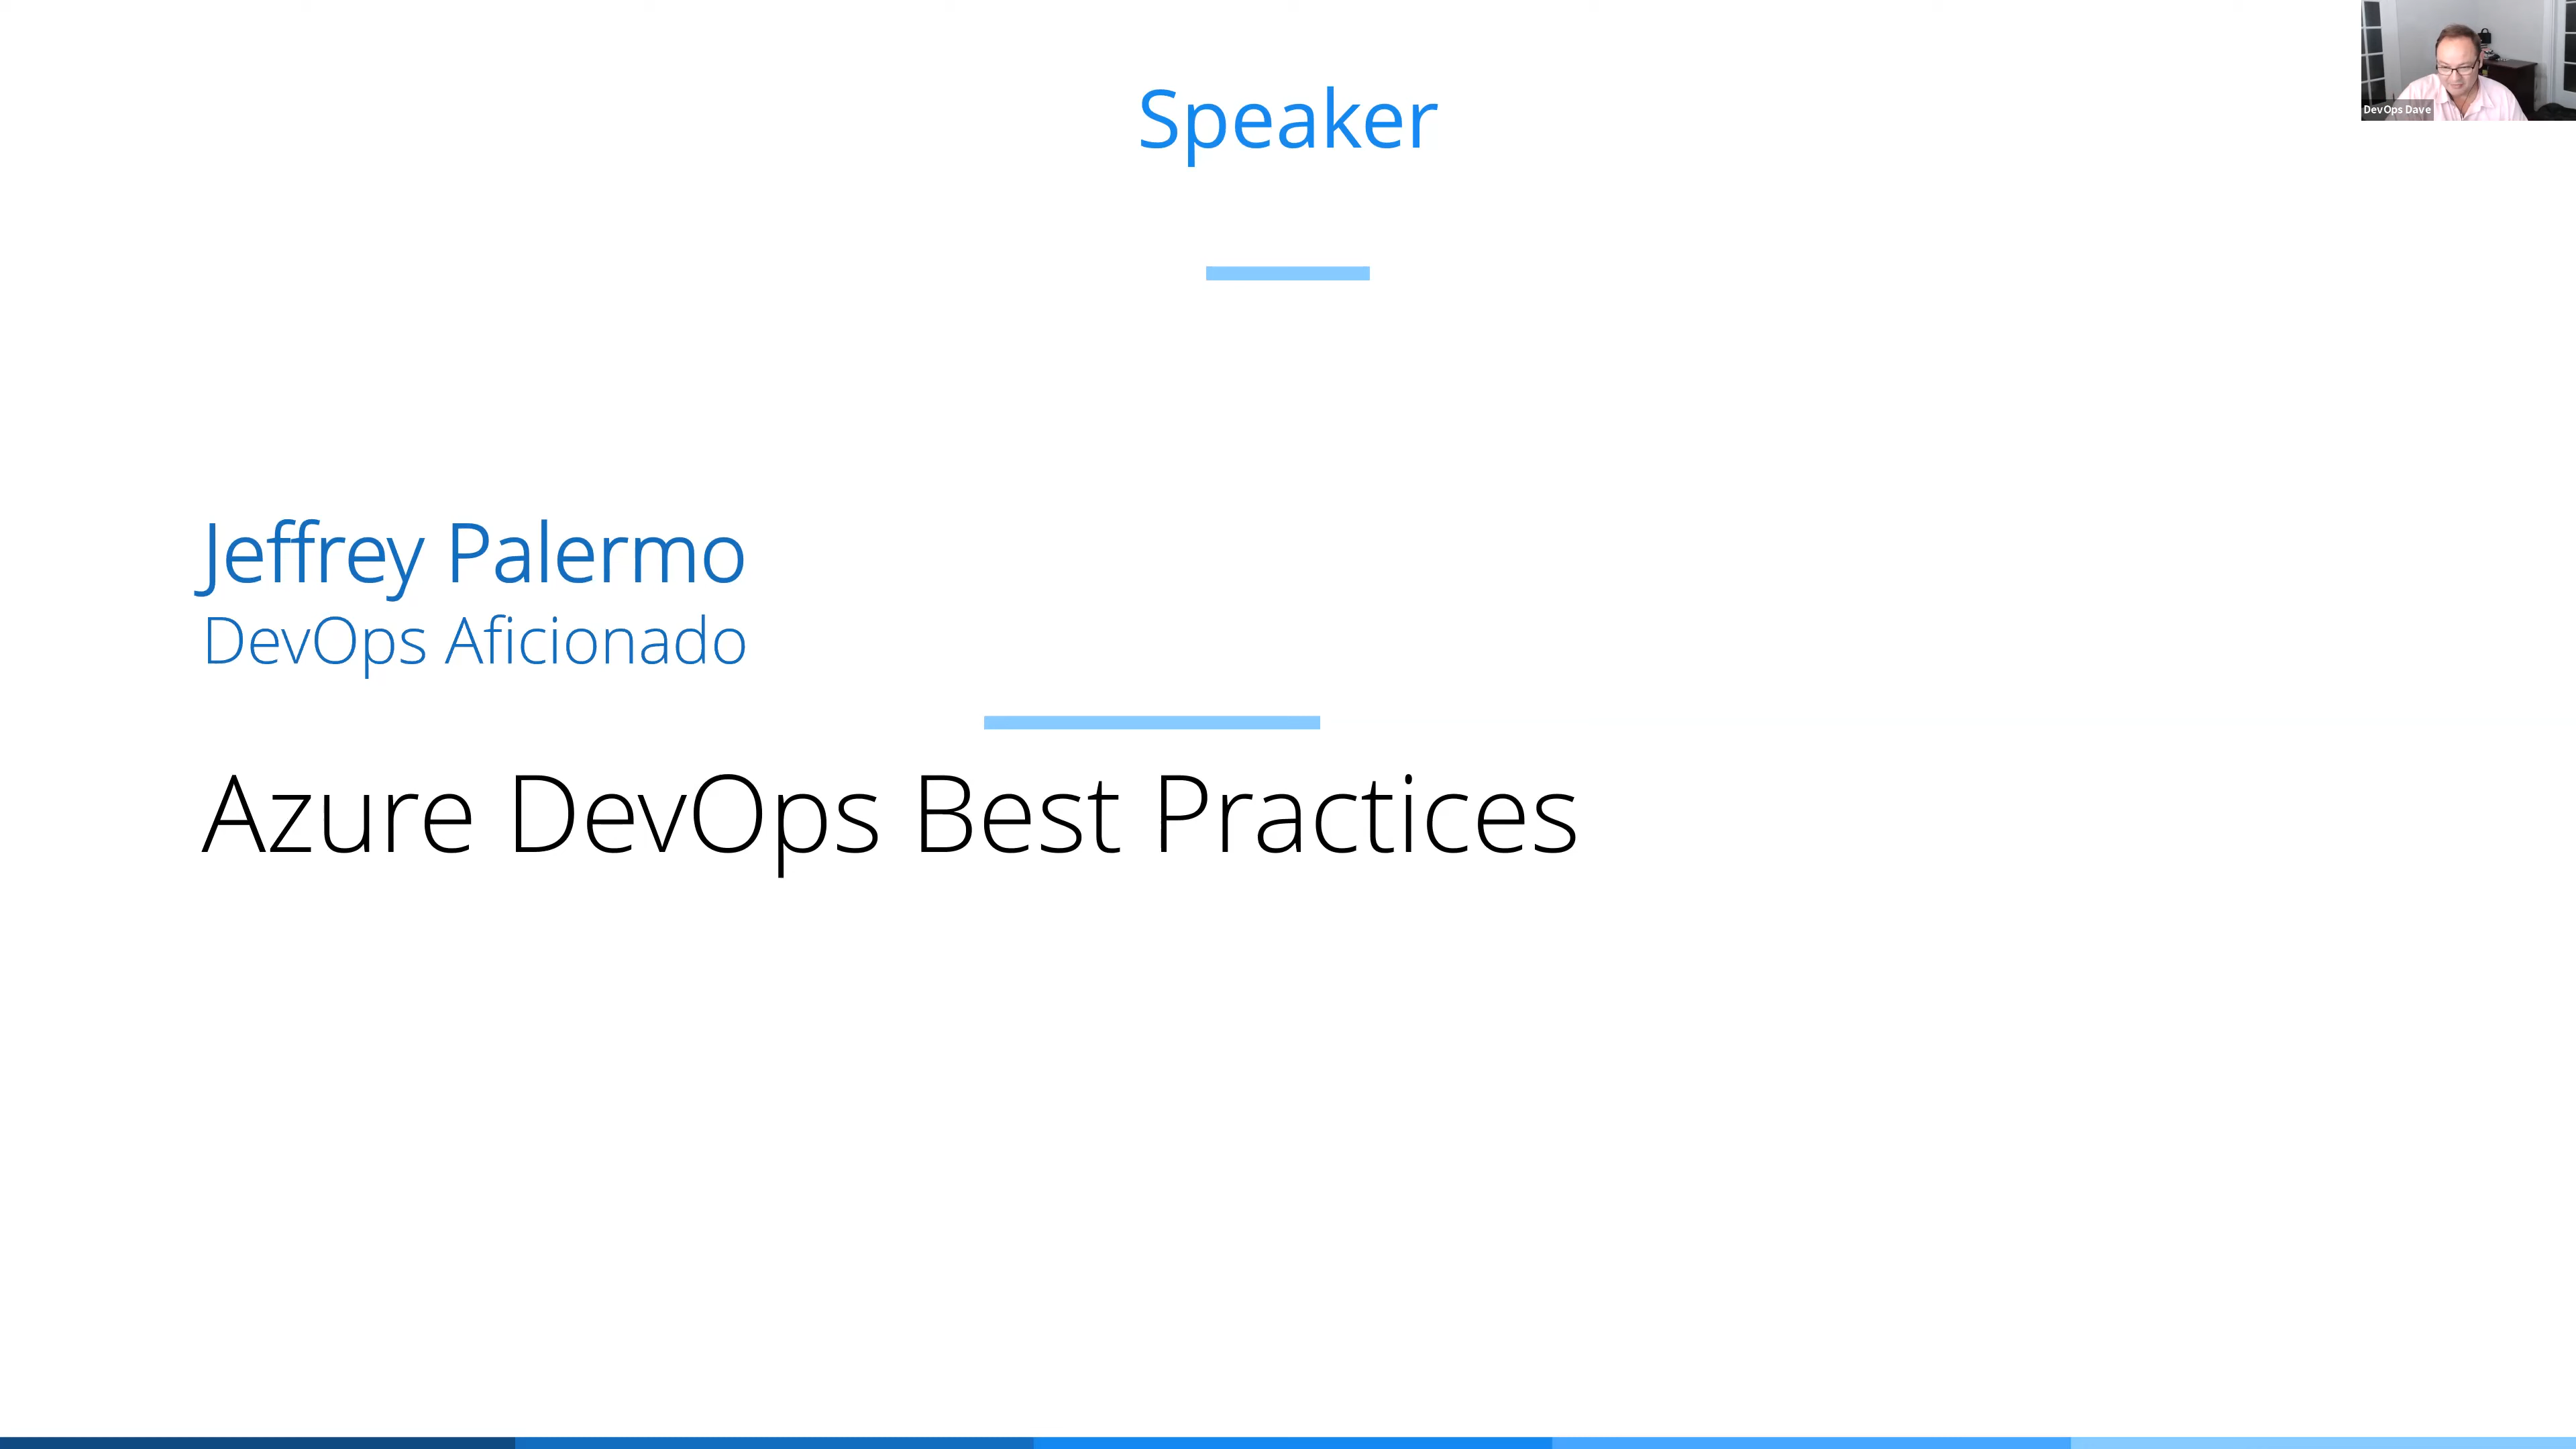 Speaker
DevOps Dave
Jeffrey Palermo
DevOps Aficionado
Azure DevOps Best Practices